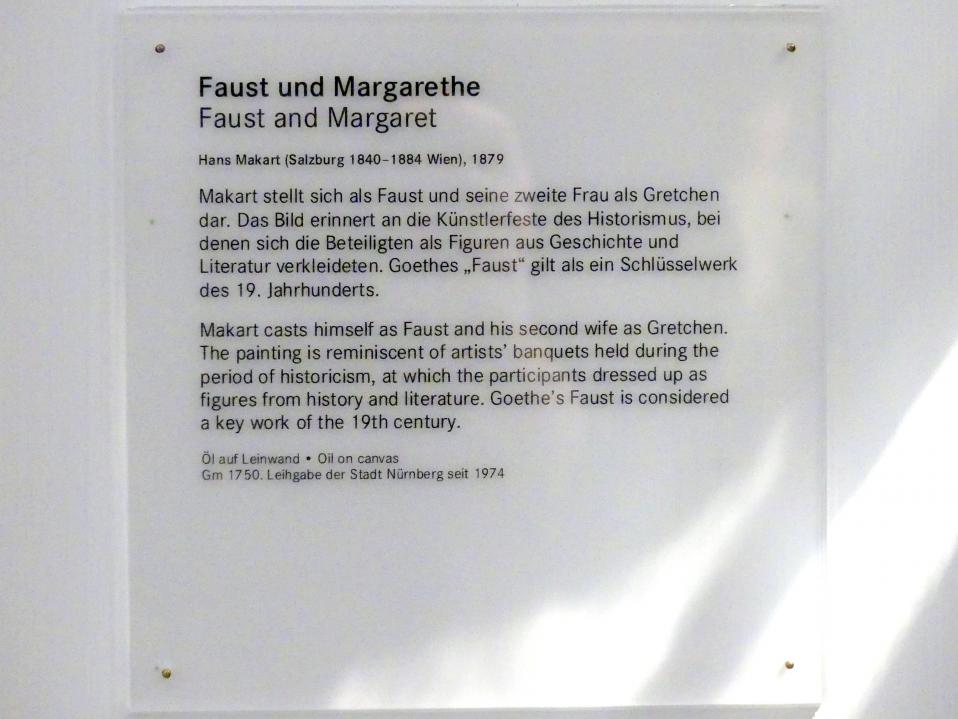 Faust und Margarethe
Faust and Margaret
Hans Makart (Salzburg 1840–1884 Wien), 1879
Makart stellt sich als Faust und seine zweite Frau als Gretchen
dar. Das Bild erinnert an die Künstlerfeste des Historismus, bei
denen sich die Beteiligten als Figuren aus Geschichte und
Literatur verkleideten. Goethes „Faust“ gilt als ein Schlüsselwerk
des 19. Jahrhunderts.
Makart casts himself as Faust and his second wife as Gretchen.
The painting is reminiscent of artists’ banquets held during the
period of historicism, at which the participants dressed up as
figures from history and literature. Goethe’s Faust is considered
a key work of the 19th century.
Öl auf Leinwand • Oil on canvas
Gm 1750. Leihgabe der Stadt Nürnberg seit 1974